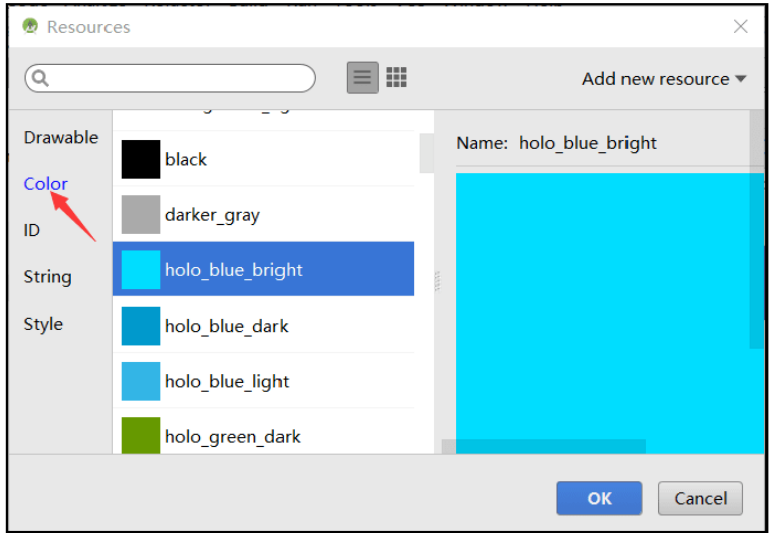 Resources
Add new resource
Drawable
Color
ID
String
Style
black
darker_gray
holo_blue_bright
holo_blue_dark
holo_blue_light
holo_green_dark
Name: holo_blue_bright
OK
Cancel